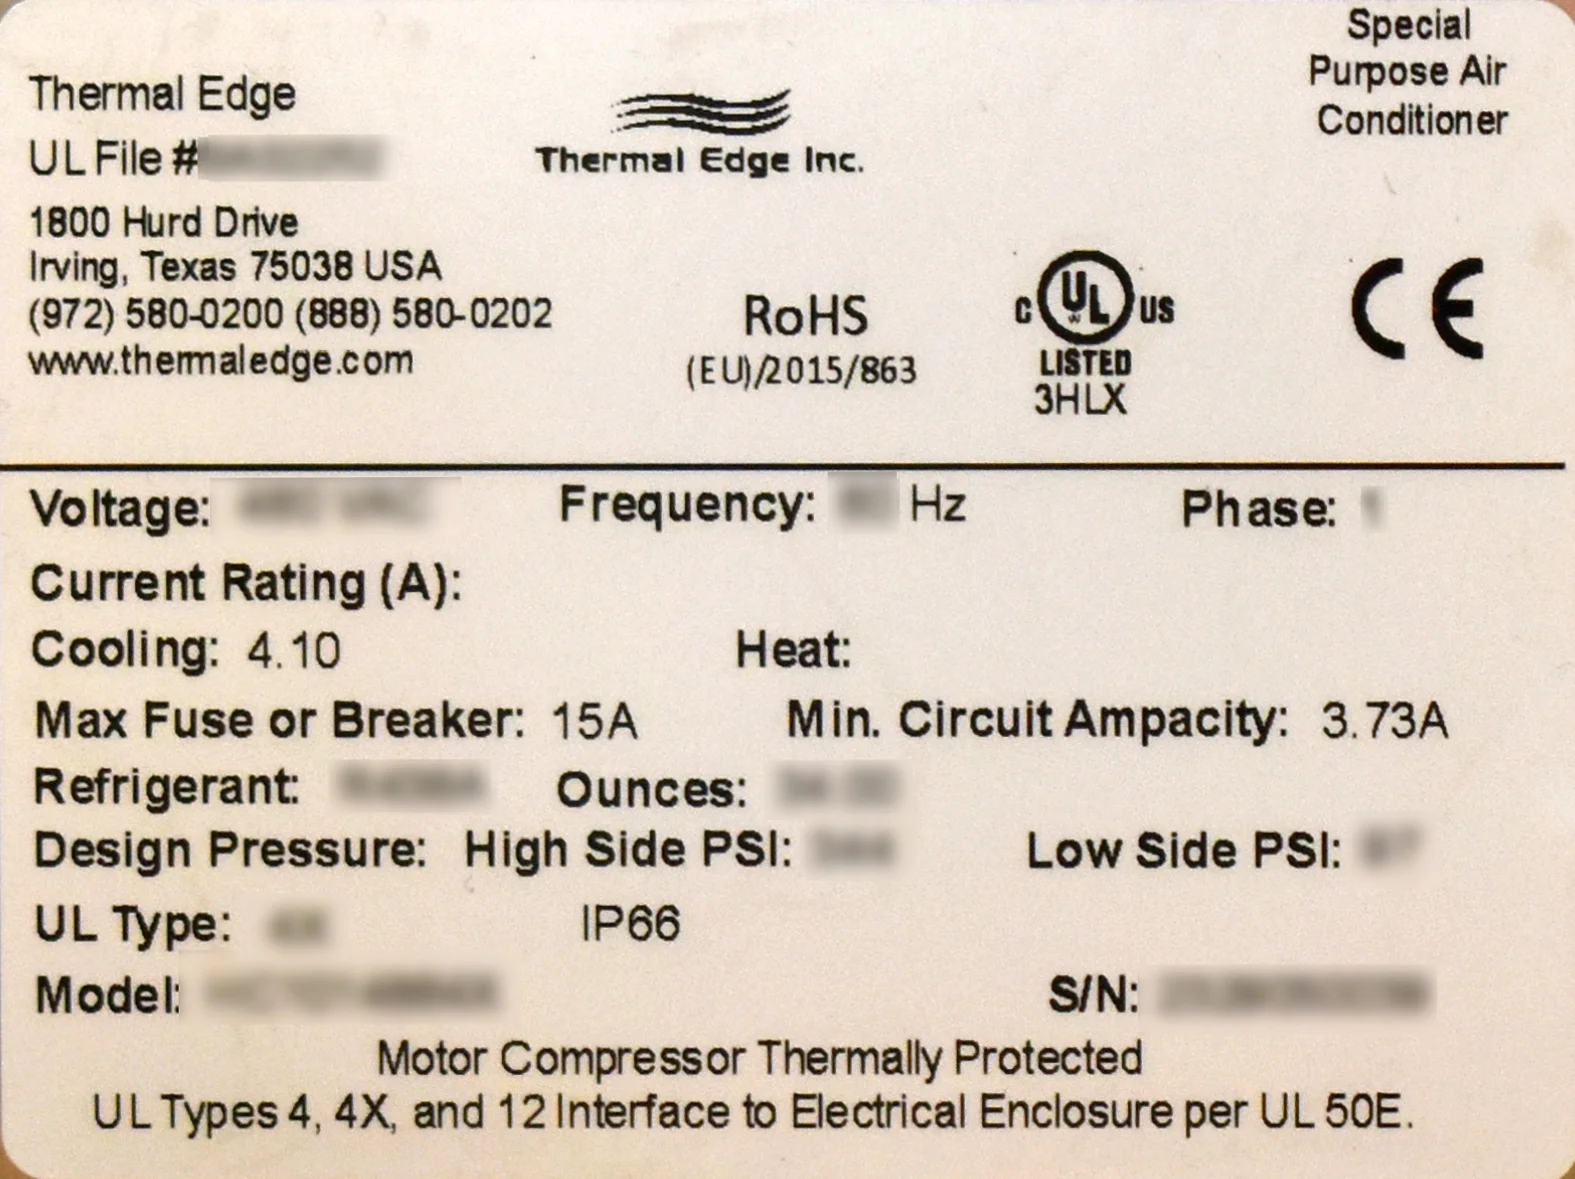 Special
Purpose Air
Conditioner
Thermal Edge
UL File #
1800 Hurd Drive
Irving, Texas 75038 USA
(972) 580-0200 (888) 580-0202
www.thermaledge.com
Thermal Edge Inc.
RoHS
(EU)/2015/863
C UL US
LISTED
3HLX
CE
Voltage: Frequency: Hz Phase:
Current Rating (A):
Cooling: 4.10 Heat:
Max Fuse or Breaker: 15A Min. Circuit Ampacity: 3.73A
Refrigerant: Ounces:
Design Pressure: High Side PSI: Low Side PSI:
UL Type: IP66
Model: S/N:
Motor Compressor Thermally Protected
UL Types 4, 4X, and 12 Interface to Electrical Enclosure per UL 50E.